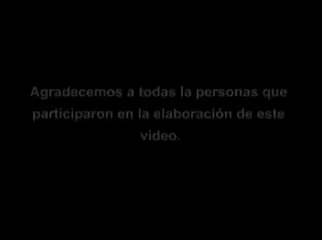 Agradecemos a todas la personas que
participaron en la elaboración de este
video.